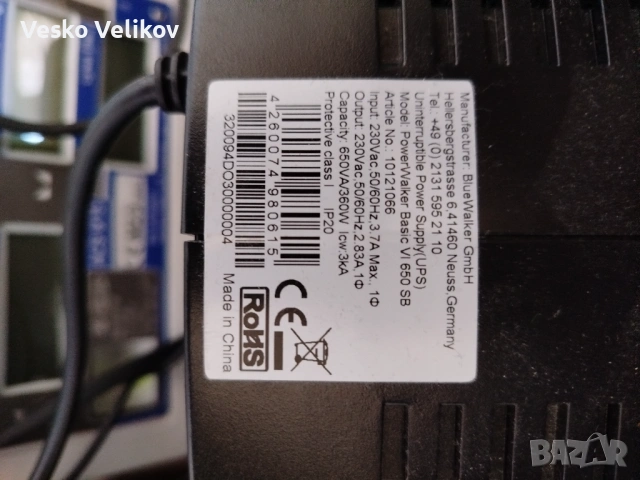 Vesko Velikov
Manufacturer: BlueWalker GmbH
Hellersbergstrasse 6,41460 Neuss,Germany
Tel.: +49 (0) 2131 595 21 10
Uninterruptible Power Supply(UPS)
Model: PowerWalker Basic VI 650 SB
Article No.: 10121066
Input: 230Vac,50/60Hz,3.7A Max., 1Φ
Output: 230Vac,50/60Hz,2.83A,1Φ
Capacity: 650VA/360W Icw:3kA
Protective class I IP20
4 260074 980615
320094DO30000004
CE
RoHS
Made in China
BAZAR